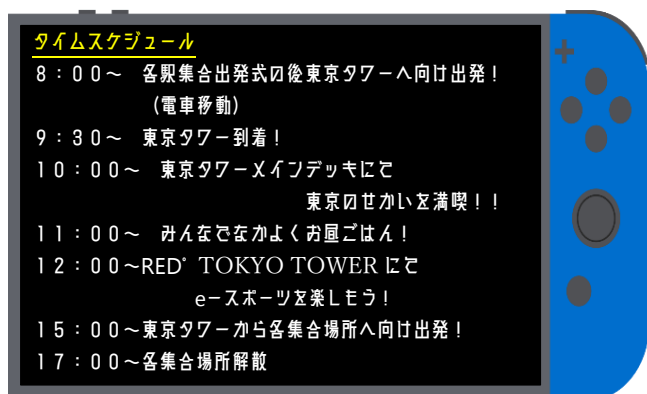 タイムスケジュール
8:00～ 各駅集合出発式の後東京タワーへ向け出発！
(電車移動)
9:30～ 東京タワー到着！
10:00～ 東京タワーメインデッキにて
東京のせかいを満喫！！
11:00～ みんなでなかよくお昼ごはん！
12:00～RED° TOKYO TOWER にて
e-スポーツを楽しもう！
15:00～東京タワーから各集合場所へ向け出発！
17:00～各集合場所解散